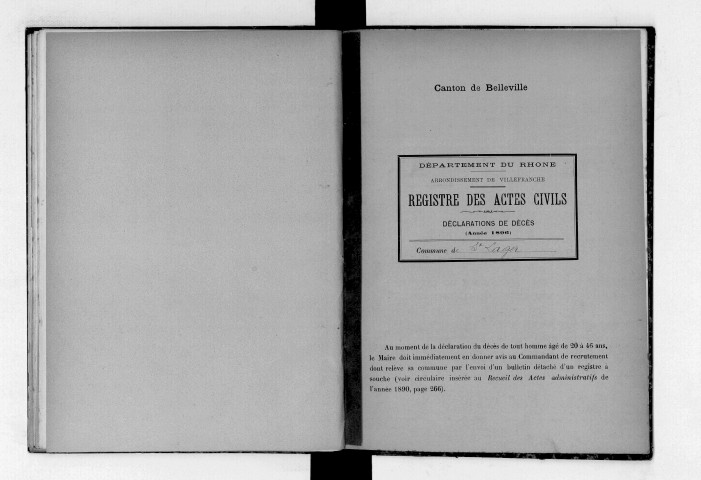 Canton de Belleville
DÉPARTEMENT DU RHONE
ARRONDISSEMENT DE VILLEFRANCHE
REGISTRE DES ACTES CIVILS
DÉCLARATIONS DE DÉCÈS
(Année 1896)
Commune de St Lager
Au moment de la déclaration du décès de tout homme âgé de 20 à 46 ans,
le Maire doit immédiatement en donner avis au Commandant de recrutement
dont relève sa commune par l'envoi d'un bulletin détaché d'un registre à
souche (voir circulaire insérée au Recueil des Actes administratifs de
l'année 1890, page 266).